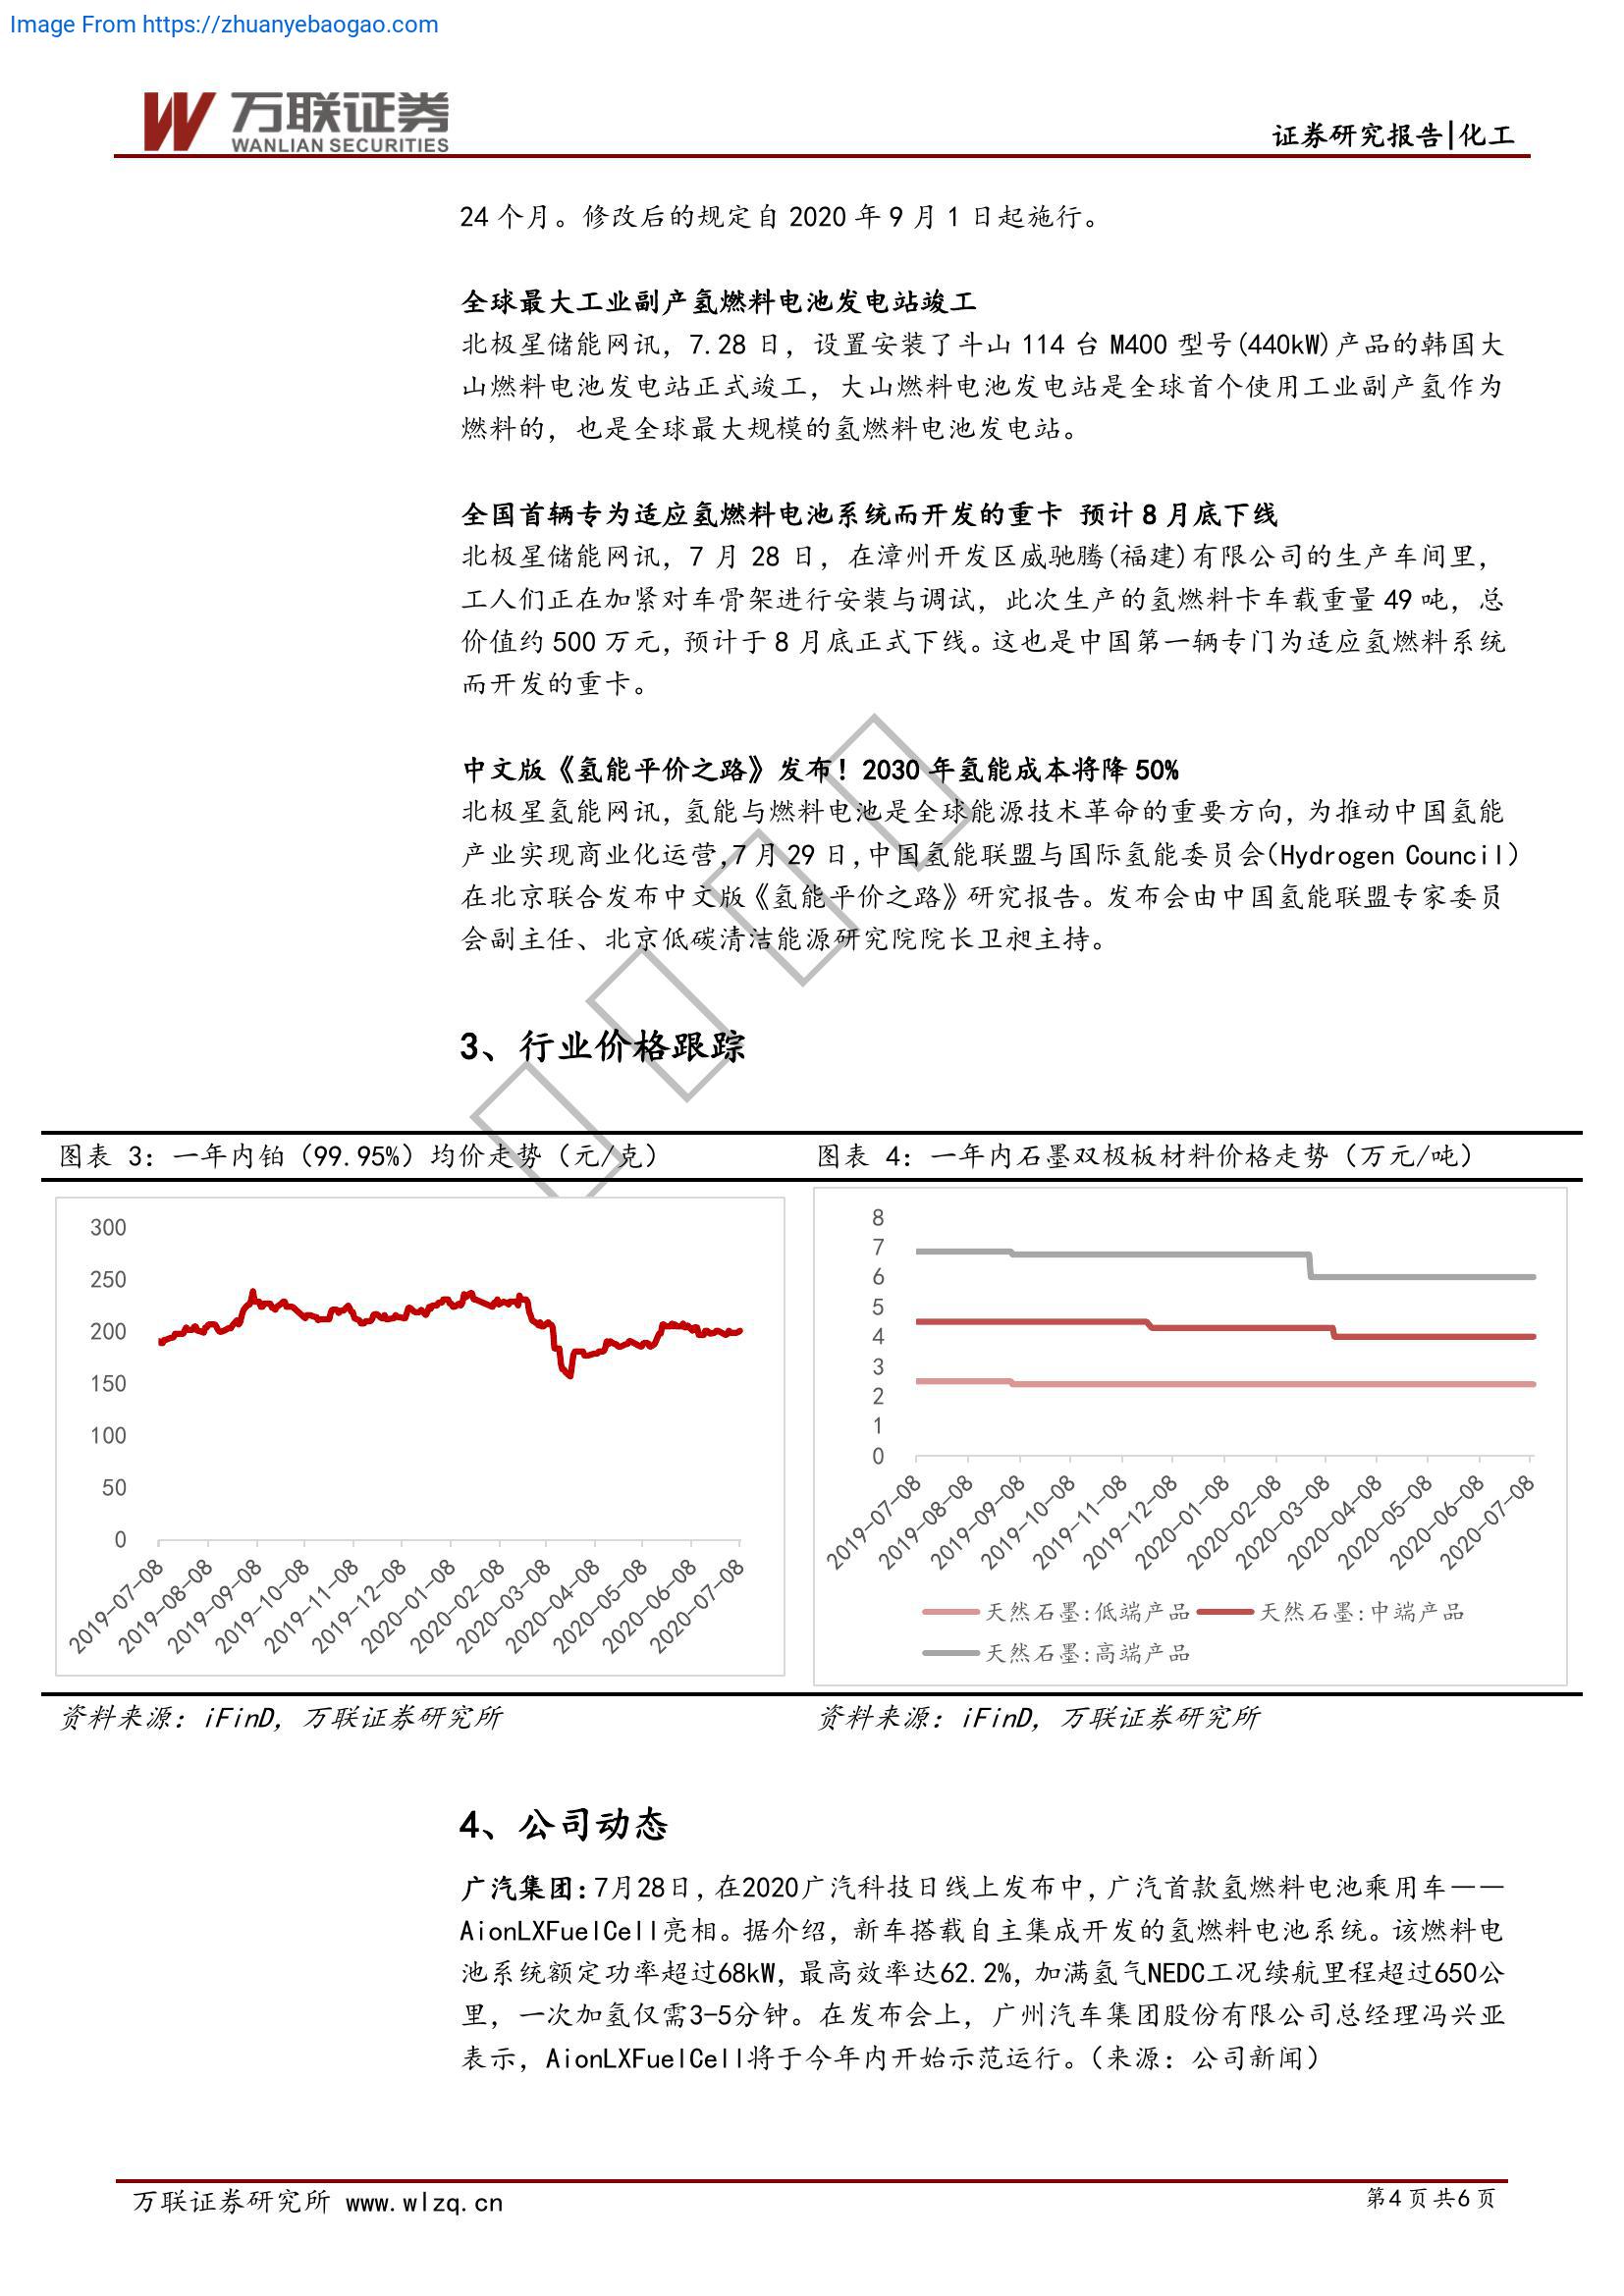 Image From https://zhuanyebaogao.com
万联证券
WANLIAN SECURITIES
证券研究报告|化工
24 个月。修改后的规定自 2020 年 9 月 1 日起施行。
全球最大工业副产氢燃料电池发电站竣工
北极星储能网讯，7.28 日，设置安装了斗山 114 台 M400 型号(440kW)产品的韩国大
山燃料电池发电站正式竣工，大山燃料电池发电站是全球首个使用工业副产氢作为
燃料的，也是全球最大规模的氢燃料电池发电站。
全国首辆专为适应氢燃料电池系统而开发的重卡 预计 8 月底下线
北极星储能网讯，7 月 28 日，在漳州开发区威驰腾(福建)有限公司的生产车间里，
工人们正在加紧对车骨架进行安装与调试，此次生产的氢燃料卡车载重量 49 吨，总
价值约 500 万元，预计于 8 月底正式下线。这也是中国第一辆专门为适应氢燃料系统
而开发的重卡。
中文版《氢能平价之路》发布！2030 年氢能成本将降 50%
北极星氢能网讯，氢能与燃料电池是全球能源技术革命的重要方向，为推动中国氢能
产业实现商业化运营,7 月 29 日,中国氢能联盟与国际氢能委员会(Hydrogen Council)
在北京联合发布中文版《氢能平价之路》研究报告。发布会由中国氢能联盟专家委员
会副主任、北京低碳清洁能源研究院院长卫昶主持。
3、行业价格跟踪
图表 3：一年内铂（99.95%）均价走势（元/克）
300
250
200
150
100
50
0
2019-07-08
2019-08-08
2019-09-08
2019-10-08
2019-11-08
2019-12-08
2020-01-08
2020-02-08
2020-03-08
2020-04-08
2020-05-08
2020-06-08
2020-07-08
资料来源：iFinD，万联证券研究所
图表 4：一年内石墨双极板材料价格走势（万元/吨）
8
7
6
5
4
3
2
1
0
2019-07-08
2019-08-08
2019-09-08
2019-10-08
2019-11-08
2019-12-08
2020-01-08
2020-02-08
2020-03-08
2020-04-08
2020-05-08
2020-06-08
2020-07-08
天然石墨:低端产品 天然石墨:中端产品
天然石墨:高端产品
资料来源：iFinD，万联证券研究所
4、公司动态
广汽集团：7月28日，在2020广汽科技日线上发布中，广汽首款氢燃料电池乘用车——
AionLXFuelCell亮相。据介绍，新车搭载自主集成开发的氢燃料电池系统。该燃料电
池系统额定功率超过68kW，最高效率达62.2%，加满氢气NEDC工况续航里程超过650公
里，一次加氢仅需3-5分钟。在发布会上，广州汽车集团股份有限公司总经理冯兴亚
表示，AionLXFuelCell将于今年内开始示范运行。（来源：公司新闻）
万联证券研究所 www.wlzq.cn
第4页共6页